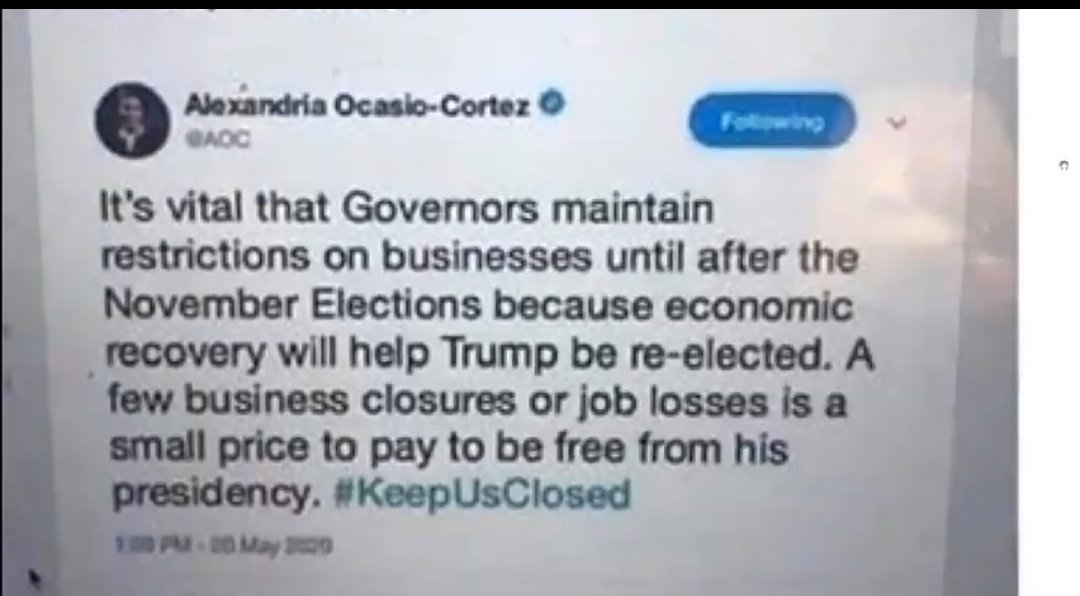 Alexandria Ocasio-Cortez
@AOC
Following
It's vital that Governors maintain
restrictions on businesses until after the
November Elections because economic
recovery will help Trump be re-elected. A
few business closures or job losses is a
small price to pay to be free from his
presidency. #KeepUsClosed
PM - 20 May 2020